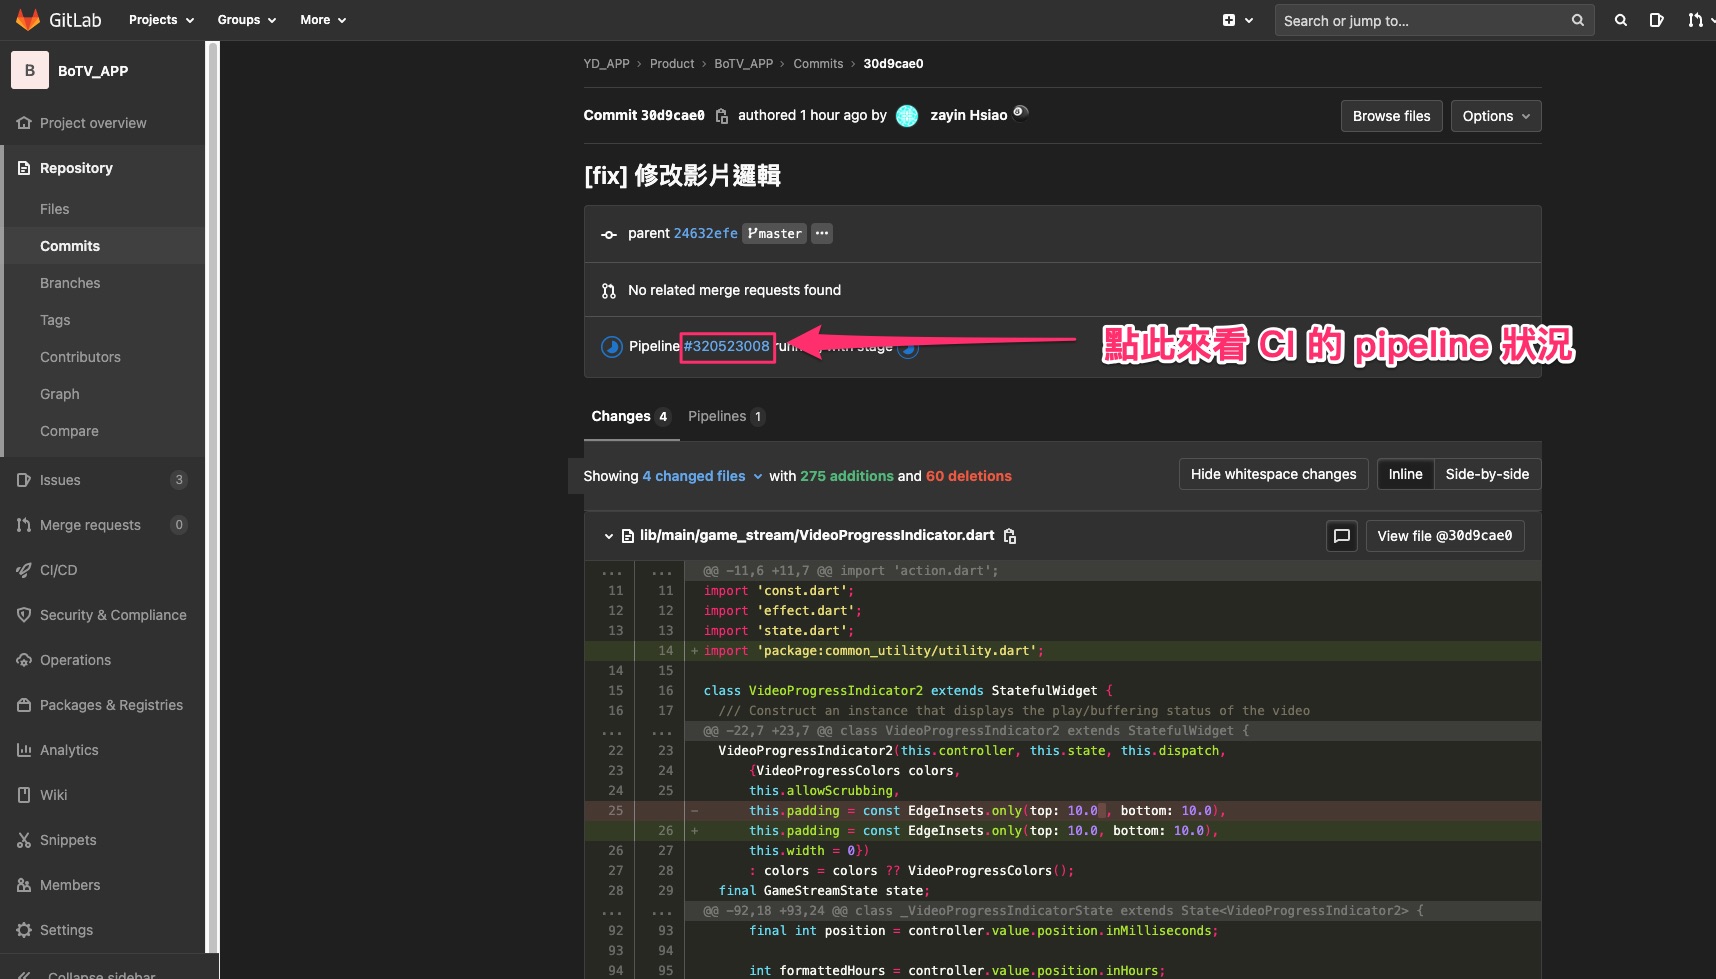 GitLab Projects Groups More Search or jump to...
B BoTV_APP
Project overview
Repository
Files
Commits
Branches
Tags
Contributors
Graph
Compare
Issues 3
Merge requests 0
CI/CD
Security & Compliance
Operations
Packages & Registries
Analytics
Wiki
Snippets
Members
Settings
Collapse sidebar
YD_APP › Product › BoTV_APP › Commits › 30d9cae0
Commit 30d9cae0 authored 1 hour ago by zayin Hsiao
Browse files Options
[fix] 修改影片邏輯
parent 24632efe master ...
No related merge requests found
Pipeline #320523008 with stage
點此來看 CI 的 pipeline 狀況
Changes 4 Pipelines 1
Showing 4 changed files with 275 additions and 60 deletions
Hide whitespace changes Inline Side-by-side
lib/main/game_stream/VideoProgressIndicator.dart View file @30d9cae0
... ... @@ -11,6 +11,7 @@ import 'action.dart';
11 11 import 'const.dart';
12 12 import 'effect.dart';
13 13 import 'state.dart';
14 + import 'package:common_utility/utility.dart';
14 15
15 16 class VideoProgressIndicator2 extends StatefulWidget {
16 17 /// Construct an instance that displays the play/buffering status of the video
... ... @@ -22,7 +23,7 @@ class VideoProgressIndicator2 extends StatefulWidget {
22 23 VideoProgressIndicator2(this.controller, this.state, this.dispatch,
23 24 {VideoProgressColors colors,
24 25 this.allowScrubbing,
25 - this.padding = const EdgeInsets.only(top: 10.0 , bottom: 10.0),
26 + this.padding = const EdgeInsets.only(top: 10.0, bottom: 10.0),
26 27 this.width = 0})
27 28 : colors = colors ?? VideoProgressColors();
28 29 final GameStreamState state;
... ... @@ -92,18 +93,24 @@ class _VideoProgressIndicatorState extends State<VideoProgressIndicator2> {
92 93 final int position = controller.value.position.inMilliseconds;
93 94
94 95 int formattedHours = controller.value.position.inHours;